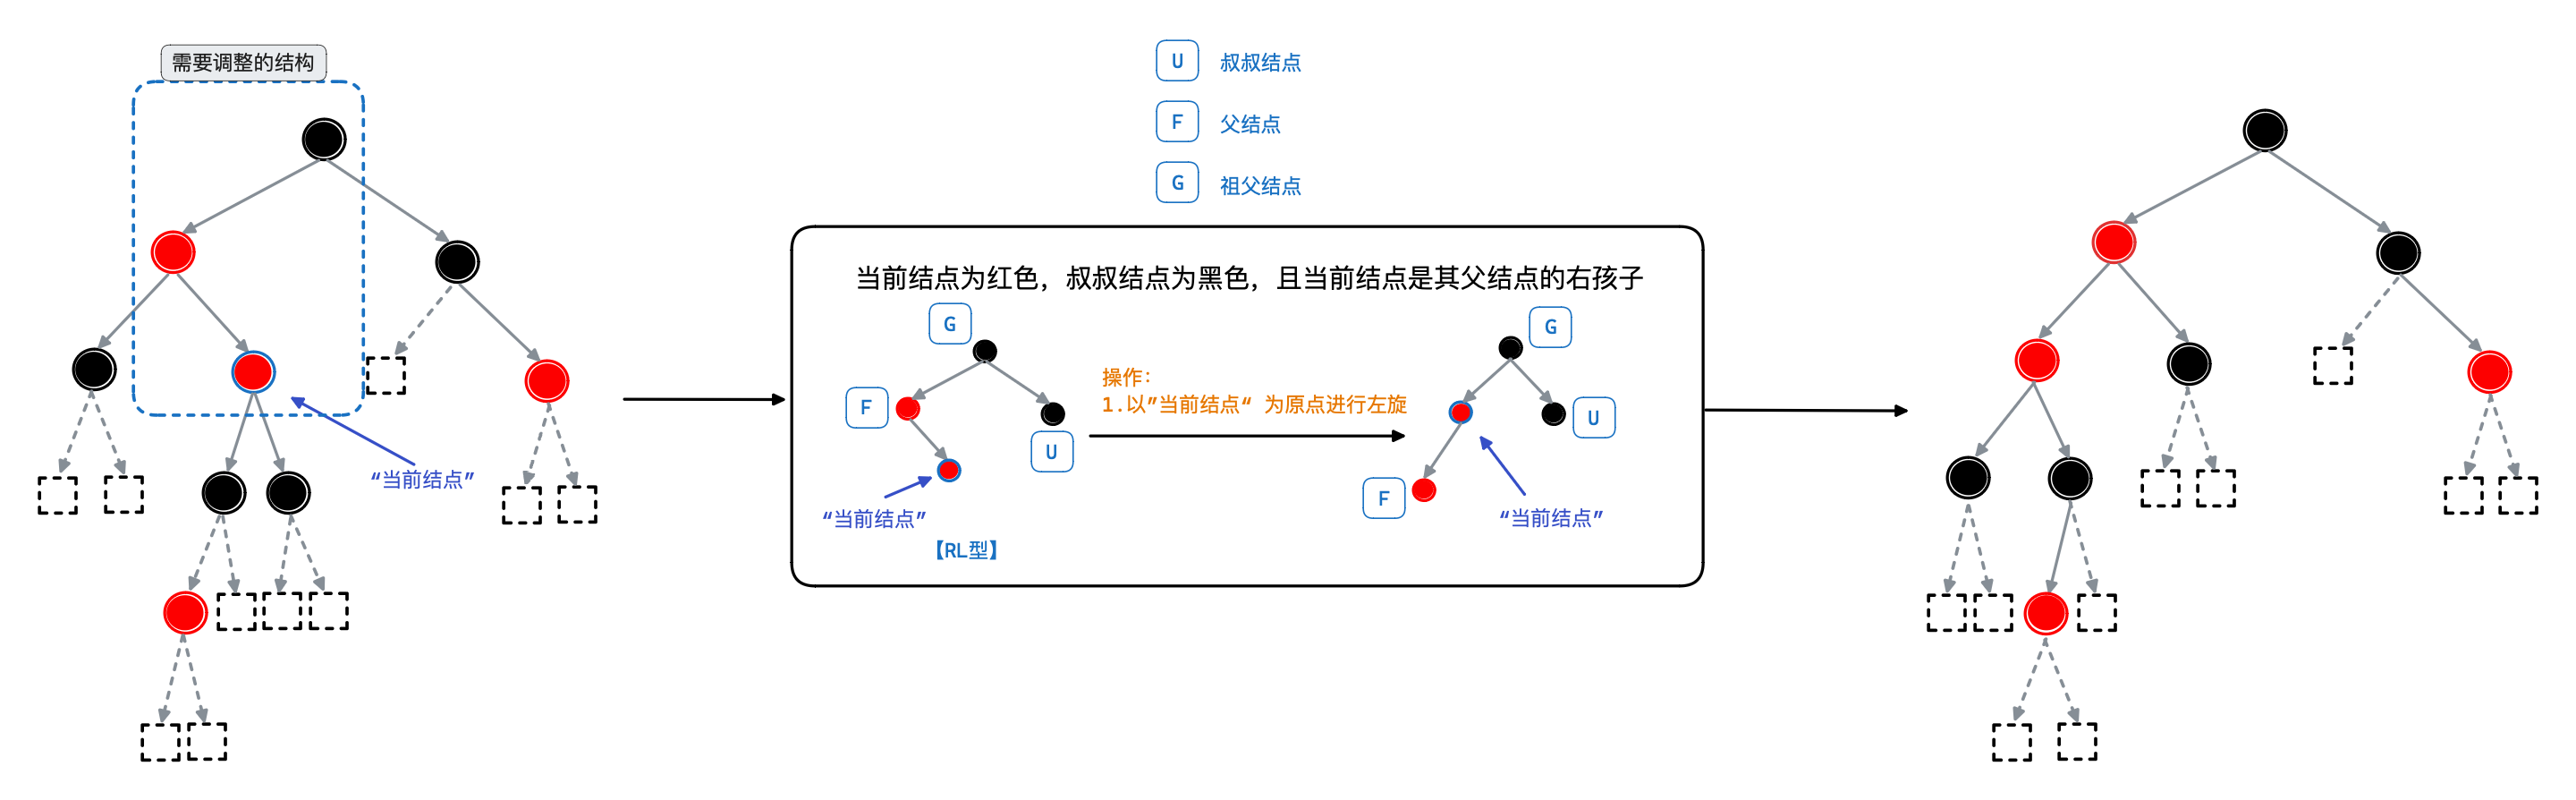 需要调整的结构
U 叔叔结点
F 父结点
G 祖父结点
“当前结点”
当前结点为红色，叔叔结点为黑色，且当前结点是其父结点的右孩子
G
F
U
“当前结点”
【RL型】
操作：
1.以”当前结点“ 为原点进行左旋
G
U
F
“当前结点”